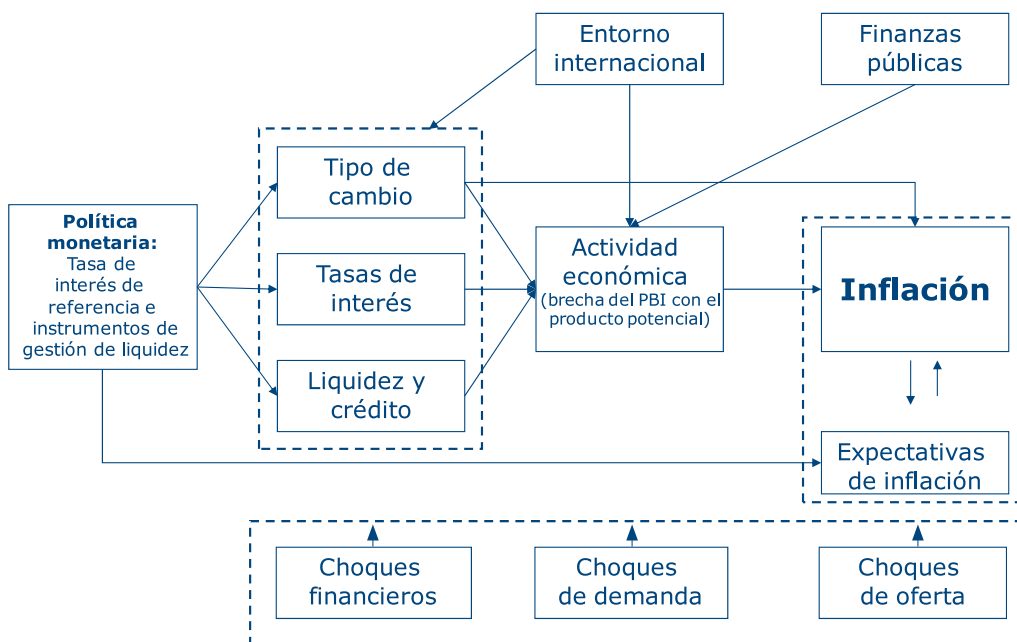 Entorno
internacional
Finanzas
públicas
Tipo de
cambio
Política
monetaria:
Tasa de
interés de
referencia e
instrumentos de
gestión de liquidez
Tasas de
interés
Actividad
económica
(brecha del PBI con el
producto potencial)
Inflación
Liquidez y
crédito
Expectativas
de inflación
Choques
financieros
Choques
de demanda
Choques
de oferta